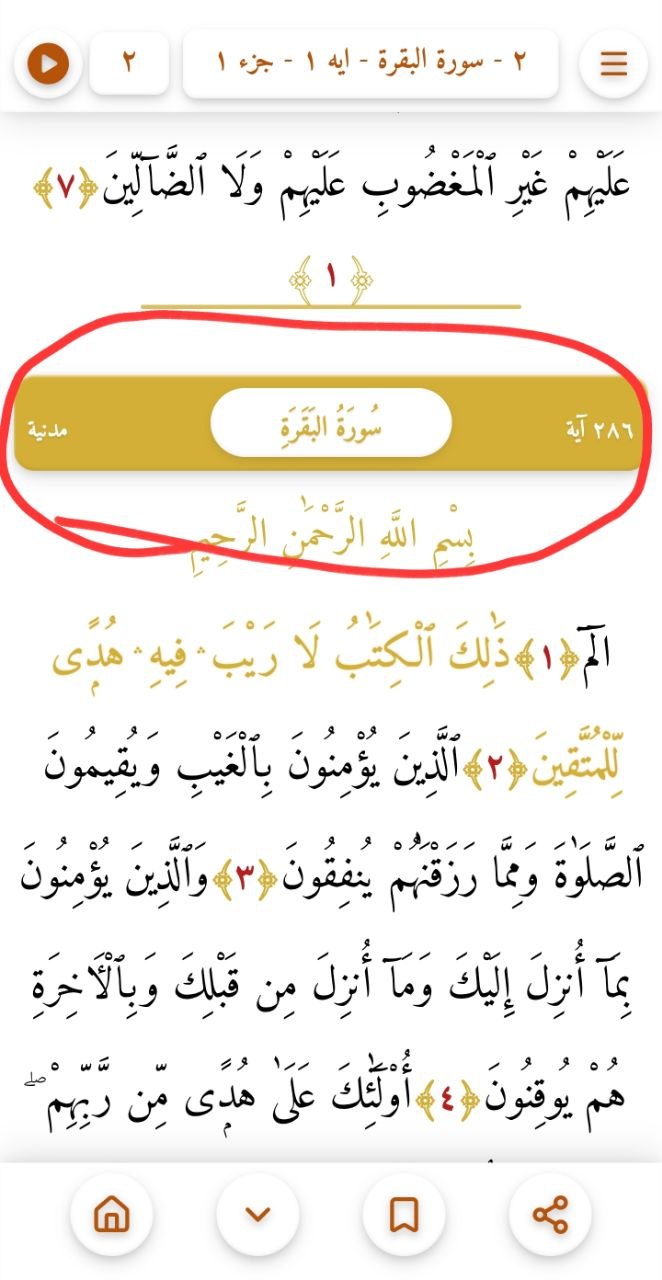 ٢ - سورة البقرة - ايه ١ - جزء ١
٢
عَلَيْهِمْ غَيْرِ ٱلْمَغْضُوبِ عَلَيْهِمْ وَلَا ٱلضَّآلِّينَ ﴿٧﴾
﴿ ١ ﴾
٢٨٦ آية سُورَةُ البَقَرَةِ مدنية
بِسْمِ اللَّهِ الرَّحْمَٰنِ الرَّحِيمِ
الٓمٓ ﴿١﴾ ذَٰلِكَ ٱلْكِتَٰبُ لَا رَيْبَ ۛ فِيهِ ۛ هُدًۭى
لِّلْمُتَّقِينَ ﴿٢﴾ ٱلَّذِينَ يُؤْمِنُونَ بِٱلْغَيْبِ وَيُقِيمُونَ
ٱلصَّلَوٰةَ وَمِمَّا رَزَقْنَٰهُمْ يُنفِقُونَ ﴿٣﴾ وَٱلَّذِينَ يُؤْمِنُونَ
بِمَآ أُنزِلَ إِلَيْكَ وَمَآ أُنزِلَ مِن قَبْلِكَ وَبِٱلْءَاخِرَةِ
هُمْ يُوقِنُونَ ﴿٤﴾ أُو۟لَٰٓئِكَ عَلَىٰ هُدًۭى مِّن رَّبِّهِمْ ۖ